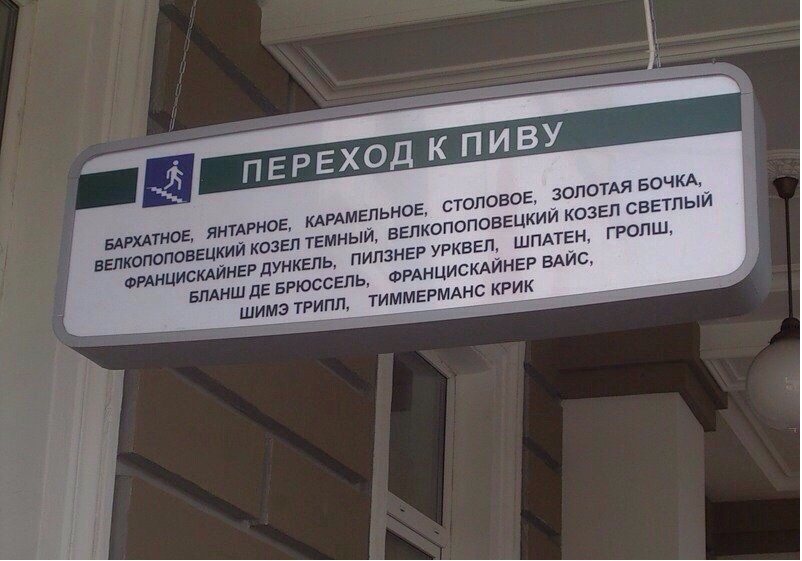 ПЕРЕХОД К ПИВУ
БАРХАТНОЕ, ЯНТАРНОЕ, КАРАМЕЛЬНОЕ, СТОЛОВОЕ, ЗОЛОТАЯ БОЧКА,
ВЕЛКОПОПОВЕЦКИЙ КОЗЕЛ ТЕМНЫЙ, ВЕЛКОПОПОВЕЦКИЙ КОЗЕЛ СВЕТЛЫЙ
ФРАНЦИСКАЙНЕР ДУНКЕЛЬ, ПИЛЗНЕР УРКВЕЛ, ШПАТЕН, ГРОЛШ,
БЛАНШ ДЕ БРЮССЕЛЬ, ФРАНЦИСКАЙНЕР ВАЙС,
ШИМЭ ТРИПЛ, ТИММЕРМАНС КРИК